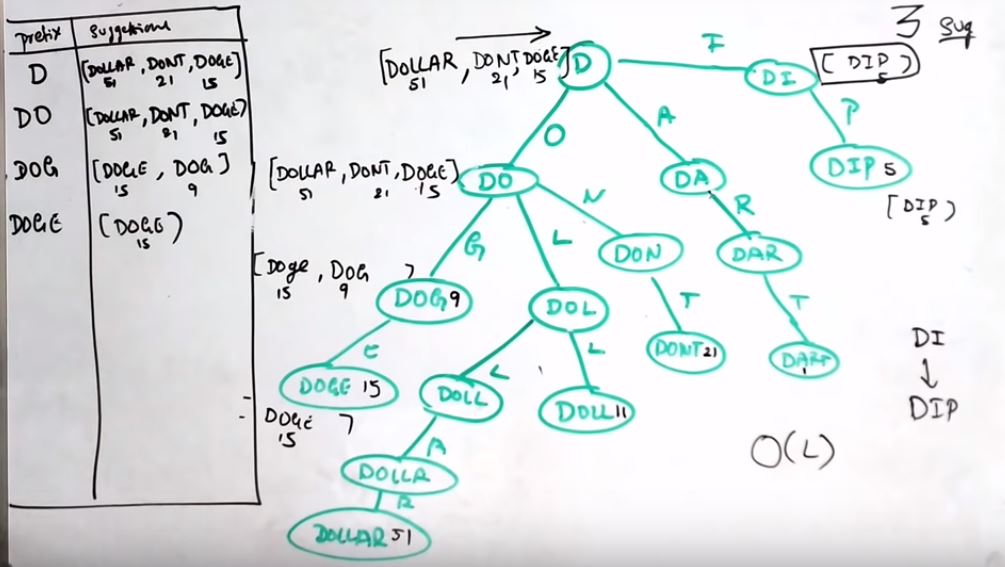 Prefix Suggestions
D [DOLLAR, DONT, DOGE]
51 21 15
DO [DOLLAR, DONT, DOGE]
51 21 15
DOG [DOGE, DOG]
15 9
DOGE [DOGE]
15
3 Sug
[DOLLAR, DONT, DOGE]
51 21 15
D
I
DI
[DIP]
5
O
A
P
[DOLLAR, DONT, DOGE]
51 21 15
DO
DA
DIP 5
[DIP]
5
N
R
G
L
DON
DAR
[Doge, DOG]
15 9
DOG 9
DOL
T
T
E
L
L
DONT 21
DART
1
DI
↓
DIP
DOGE 15
DOLL
DOLL 11
DOGE ]
15
A
O(L)
DOLLA
R
DOLLAR 51